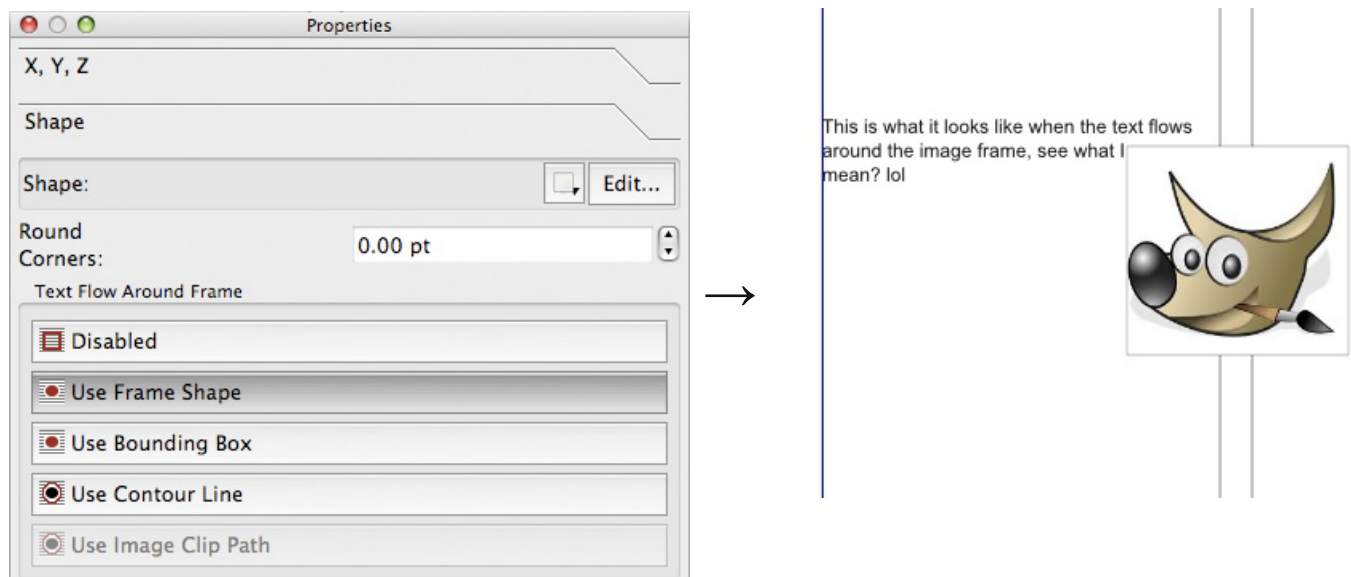 Properties
X, Y, Z
Shape
Shape:
Edit...
Round
Corners:
0.00 pt
Text Flow Around Frame
Disabled
Use Frame Shape
Use Bounding Box
Use Contour Line
Use Image Clip Path
→
This is what it looks like when the text flows
around the image frame, see what I
mean? lol